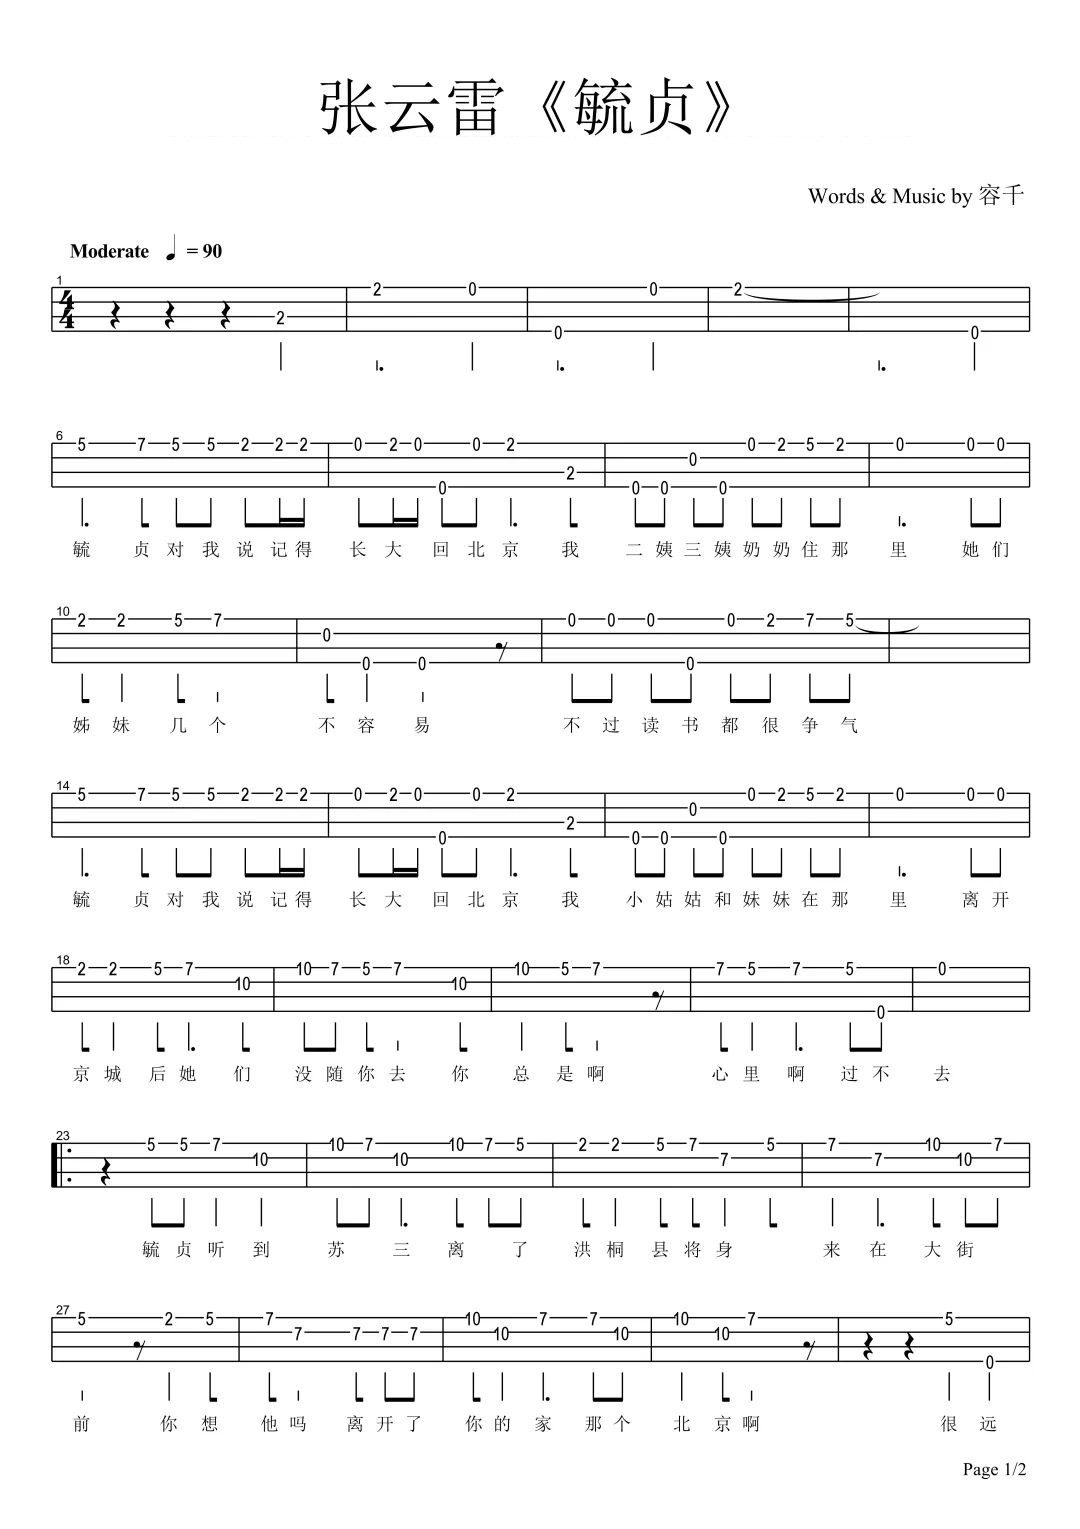 张云雷《毓贞》
Words & Music by 容千
Moderate ♩ = 90
1
4
4
2 2 0 0 0 2 0
6
5 7 5 5 2 2 2 0 2 0 0 0 2 2 0 0 0 0 0 2 5 2 0 0 0
毓 贞 对 我 说 记 得 长 大 回 北 京 我 二 姨 三 姨 奶 奶 住 那 里 她 们
10
2 2 5 7 0 0 0 0 0 0 0 0 2 7 5
姊 妹 几 个 不 容 易 不 过 读 书 都 很 争 气
14
5 7 5 5 2 2 2 0 2 0 0 0 2 2 0 0 0 0 0 2 5 2 0 0 0
毓 贞 对 我 说 记 得 长 大 回 北 京 我 小 姑 姑 和 妹 妹 在 那 里 离 开
18
2 2 5 7 10 10 7 5 7 10 10 5 7 7 5 7 5 0 0
京 城 后 她 们 没 随 你 去 你 总 是 啊 心 里 啊 过 不 去
23
5 5 7 10 10 7 10 10 7 5 2 2 5 7 7 5 7 7 10 10 7
毓 贞 听 到 苏 三 离 了 洪 桐 县 将 身 来 在 大 街
27
5 2 5 7 7 7 7 7 10 10 7 7 10 10 10 7 5 0
前 你 想 他 吗 离 开 了 你 的 家 那 个 北 京 啊 很 远
Page 1/2